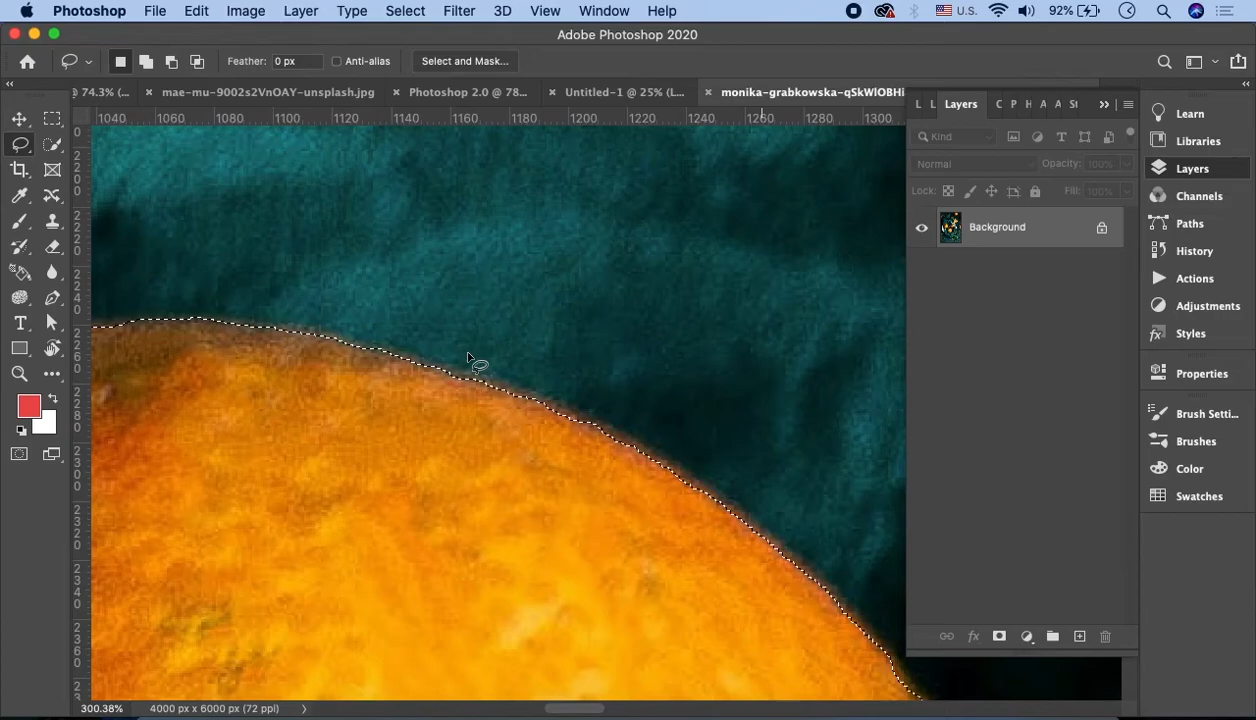 Photoshop File Edit Image Layer Type Select Filter 3D View Window Help U.S. 92%
Adobe Photoshop 2020
Feather: 0 px Anti-alias Select and Mask...
@ 74.3% (... mae-mu-9002s2VnOAY-unsplash.jpg Photoshop 2.0 @ 78... Untitled-1 @ 25% (L... monika-grabkowska-qSkWlOBHi
L L Layers C P H A A St
1040 1060 1080 1100 1120 1140 1160 1180 1200 1220 1240 1260 1280 1300
Kind
Normal Opacity: 100%
Lock: Fill: 100%
Background
Learn
Libraries
Layers
Channels
Paths
History
Actions
Adjustments
fx Styles
Properties
Brush Setti...
Brushes
Color
Swatches
fx
300.38% 4000 px x 6000 px (72 ppi)